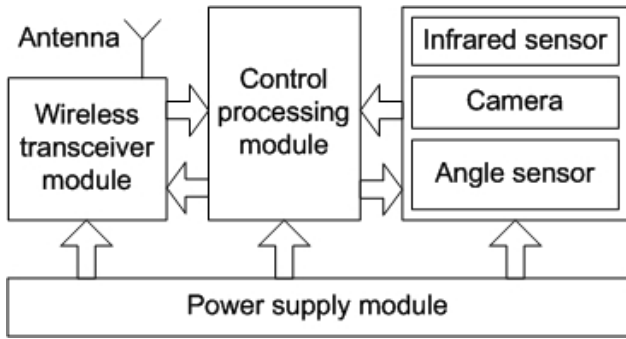 Antenna
Wireless
transceiver
module
Control
processing
module
Infrared sensor
Camera
Angle sensor
Power supply module